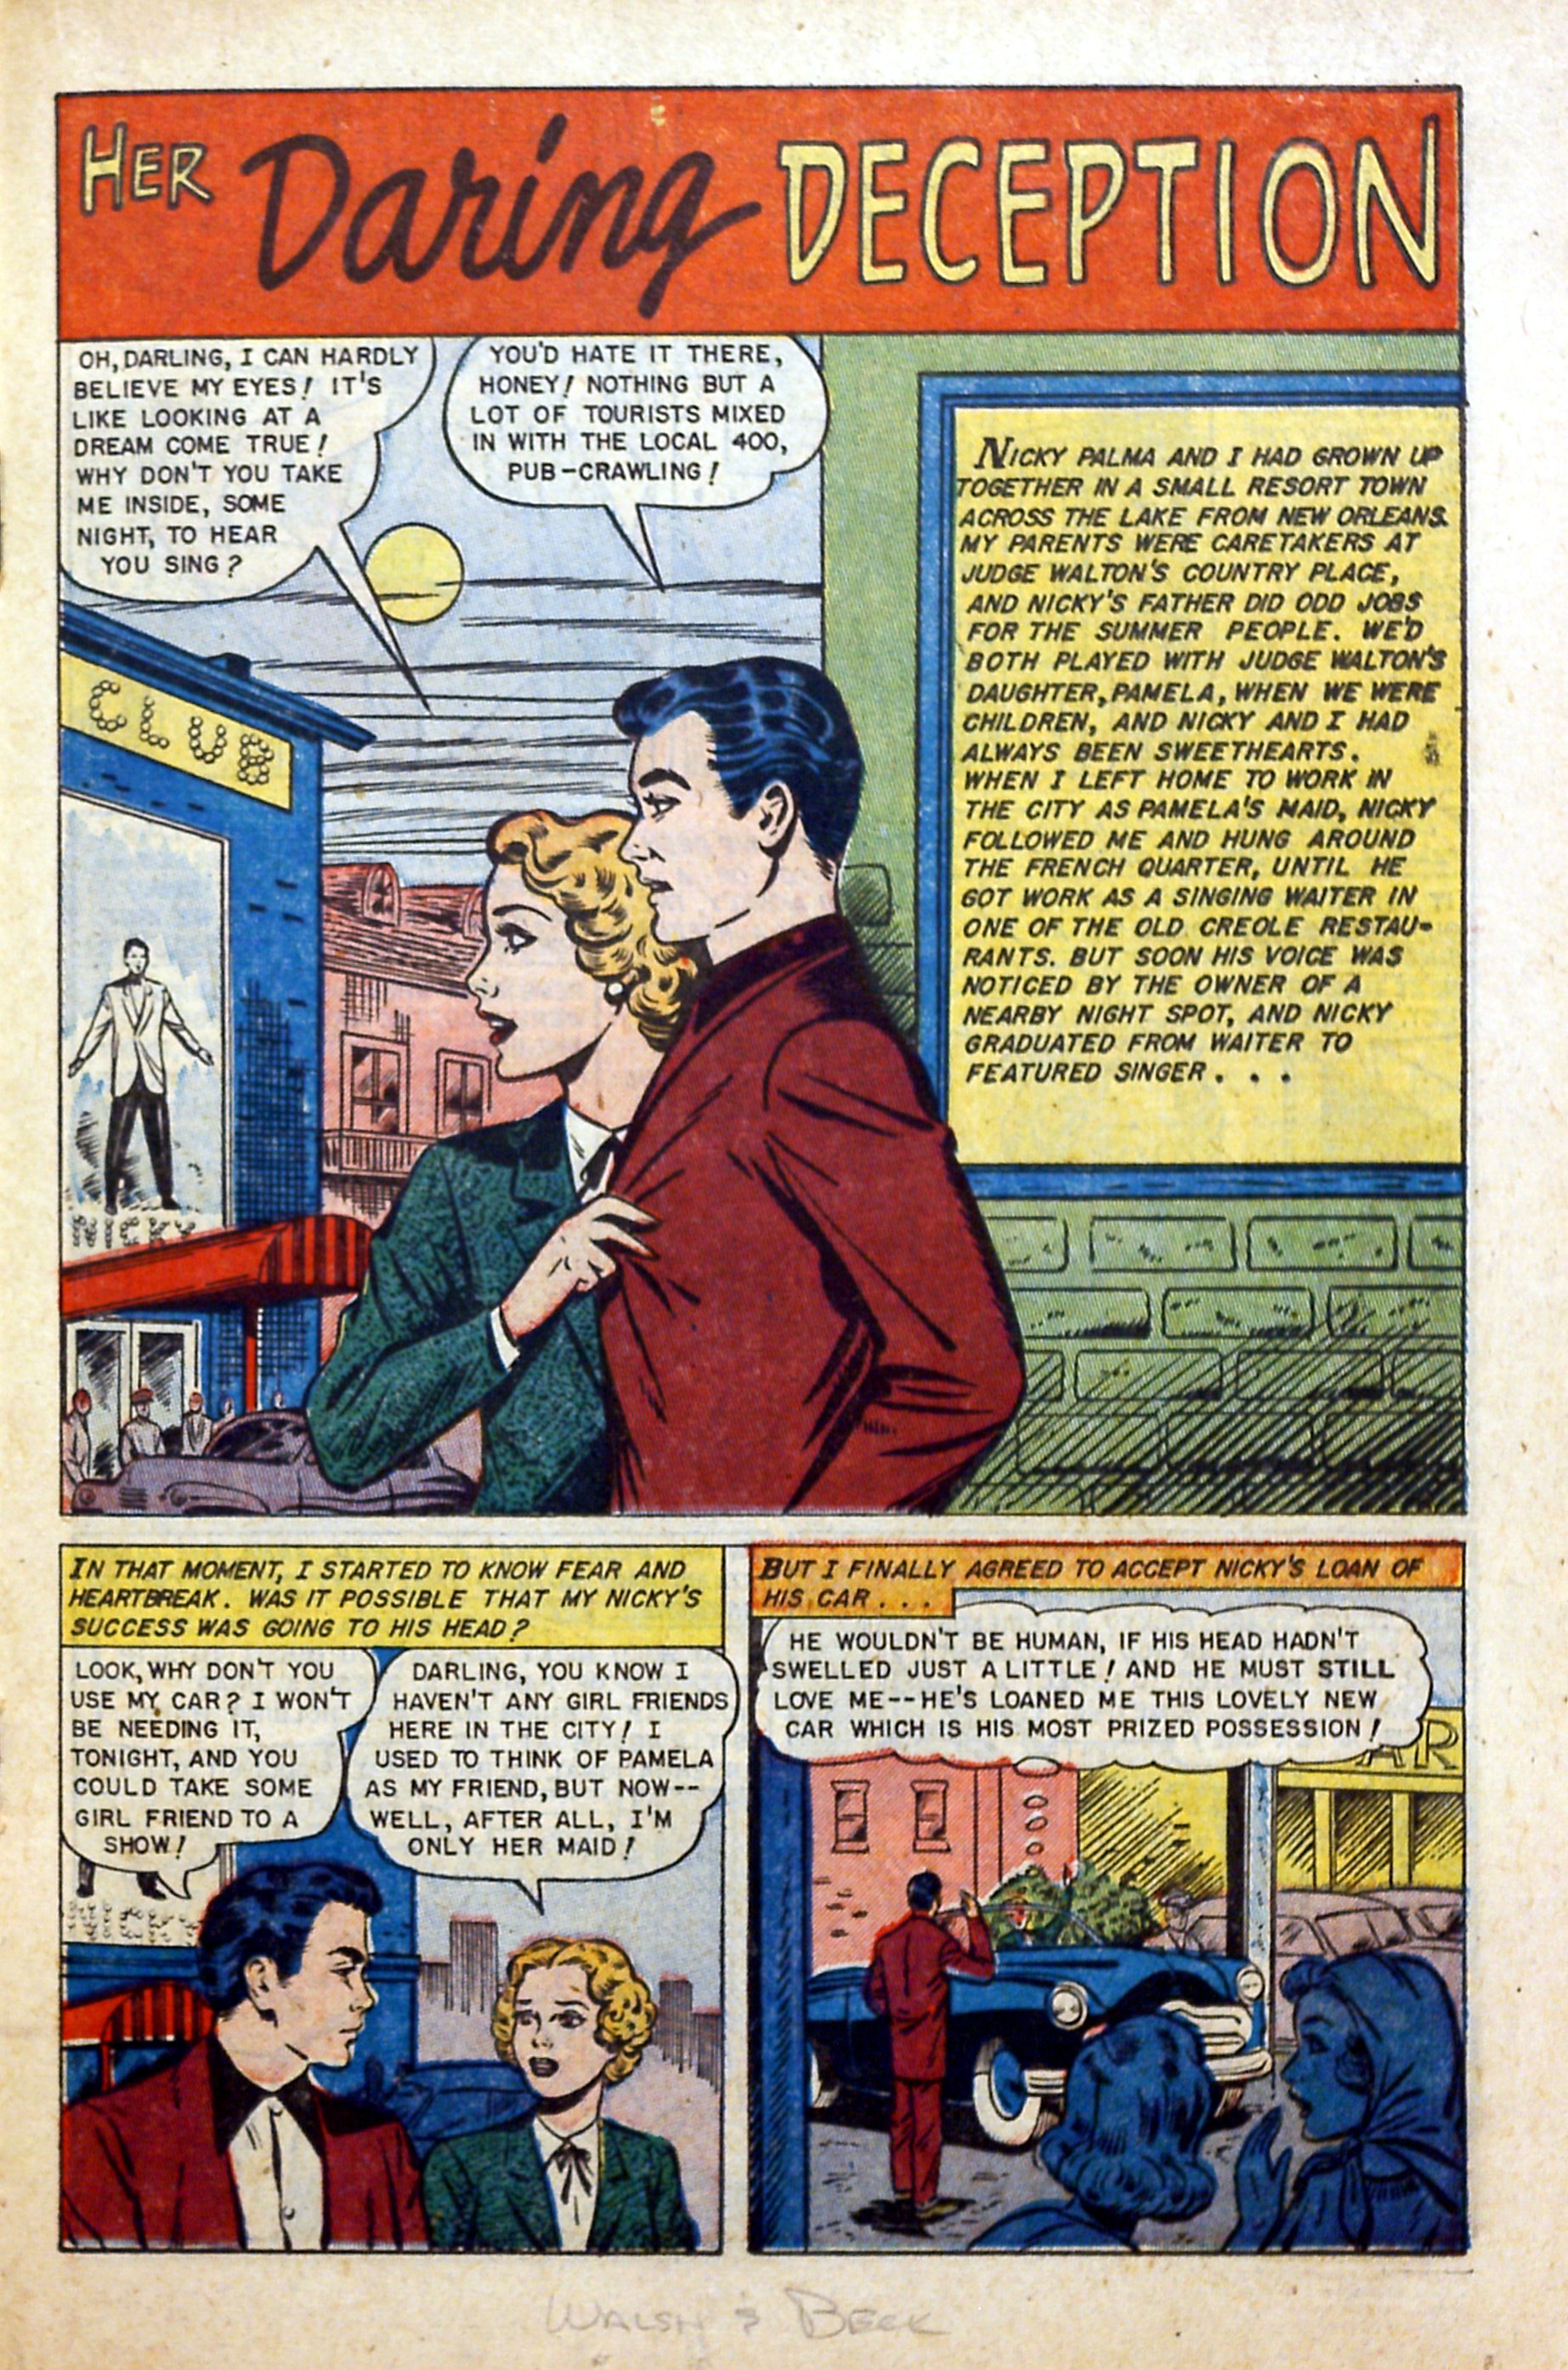 HER Daring DECEPTION
OH, DARLING, I CAN HARDLY
BELIEVE MY EYES! IT'S
LIKE LOOKING AT A
DREAM COME TRUE!
WHY DON'T YOU TAKE
ME INSIDE, SOME
NIGHT, TO HEAR
YOU SING?
YOU'D HATE IT THERE,
HONEY! NOTHING BUT A
LOT OF TOURISTS MIXED
IN WITH THE LOCAL 400,
PUB-CRAWLING!
NICKY PALMA AND I HAD GROWN UP
TOGETHER IN A SMALL RESORT TOWN
ACROSS THE LAKE FROM NEW ORLEANS.
MY PARENTS WERE CARETAKERS AT
JUDGE WALTON'S COUNTRY PLACE,
AND NICKY'S FATHER DID ODD JOBS
FOR THE SUMMER PEOPLE. WE'D
BOTH PLAYED WITH JUDGE WALTON'S
DAUGHTER, PAMELA, WHEN WE WERE
CHILDREN, AND NICKY AND I HAD
ALWAYS BEEN SWEETHEARTS.
WHEN I LEFT HOME TO WORK IN
THE CITY AS PAMELA'S MAID, NICKY
FOLLOWED ME AND HUNG AROUND
THE FRENCH QUARTER, UNTIL HE
GOT WORK AS A SINGING WAITER IN
ONE OF THE OLD CREOLE RESTAU-
RANTS. BUT SOON HIS VOICE WAS
NOTICED BY THE OWNER OF A
NEARBY NIGHT SPOT, AND NICKY
GRADUATED FROM WAITER TO
FEATURED SINGER . . .
CLUB
NICKY
IN THAT MOMENT, I STARTED TO KNOW FEAR AND
HEARTBREAK. WAS IT POSSIBLE THAT MY NICKY'S
SUCCESS WAS GOING TO HIS HEAD?
LOOK, WHY DON'T YOU
USE MY CAR? I WON'T
BE NEEDING IT,
TONIGHT, AND YOU
COULD TAKE SOME
GIRL FRIEND TO A
SHOW!
DARLING, YOU KNOW I
HAVEN'T ANY GIRL FRIENDS
HERE IN THE CITY! I
USED TO THINK OF PAMELA
AS MY FRIEND, BUT NOW--
WELL, AFTER ALL, I'M
ONLY HER MAID!
BUT I FINALLY AGREED TO ACCEPT NICKY'S LOAN OF
HIS CAR . . .
HE WOULDN'T BE HUMAN, IF HIS HEAD HADN'T
SWELLED JUST A LITTLE! AND HE MUST STILL
LOVE ME--HE'S LOANED ME THIS LOVELY NEW
CAR WHICH IS HIS MOST PRIZED POSSESSION!
AR
WALSH & BECK